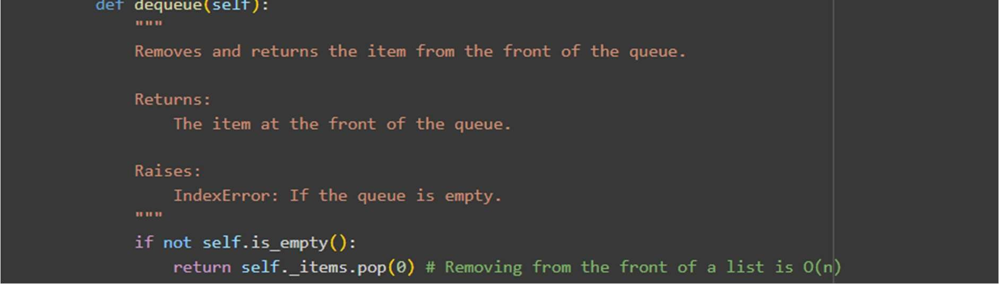 def dequeue(self):
"""
Removes and returns the item from the front of the queue.
Returns:
The item at the front of the queue.
Raises:
IndexError: If the queue is empty.
"""
if not self.is_empty():
return self._items.pop(0) # Removing from the front of a list is O(n)